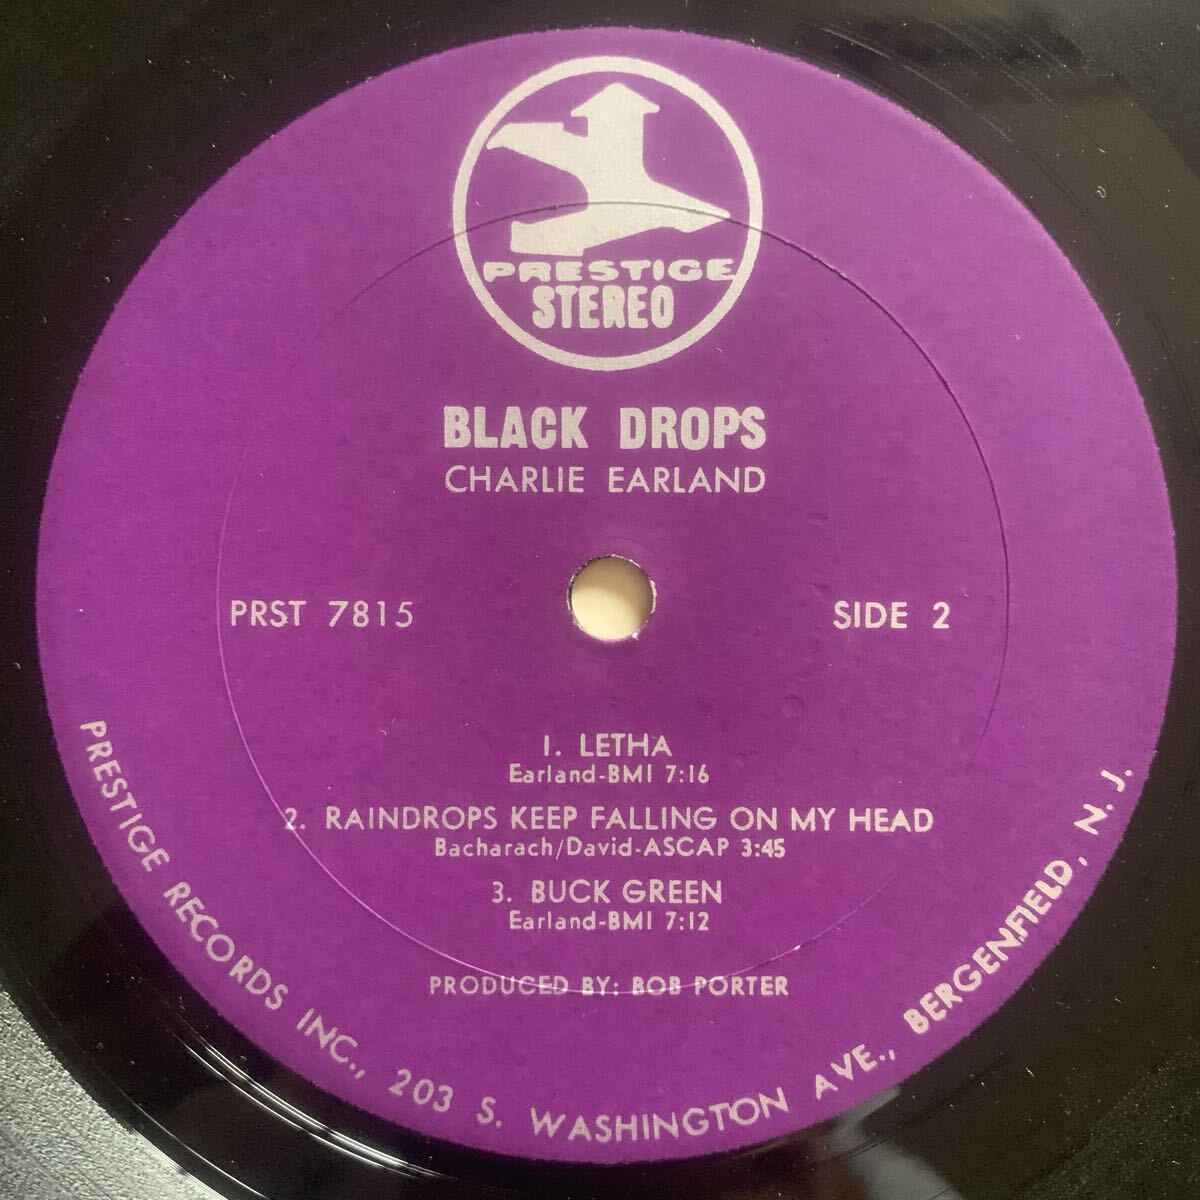 PRESTIGE
STEREO
BLACK DROPS
CHARLIE EARLAND
PRST 7815
SIDE 2
1. LETHA
Earland-BMI 7:16
2. RAINDROPS KEEP FALLING ON MY HEAD
Bacharach/David-ASCAP 3:45
3. BUCK GREEN
Earland-BMI 7:12
PRODUCED BY: BOB PORTER
PRESTIGE RECORDS INC., 203 S. WASHINGTON AVE., BERGENFIELD, N. J.